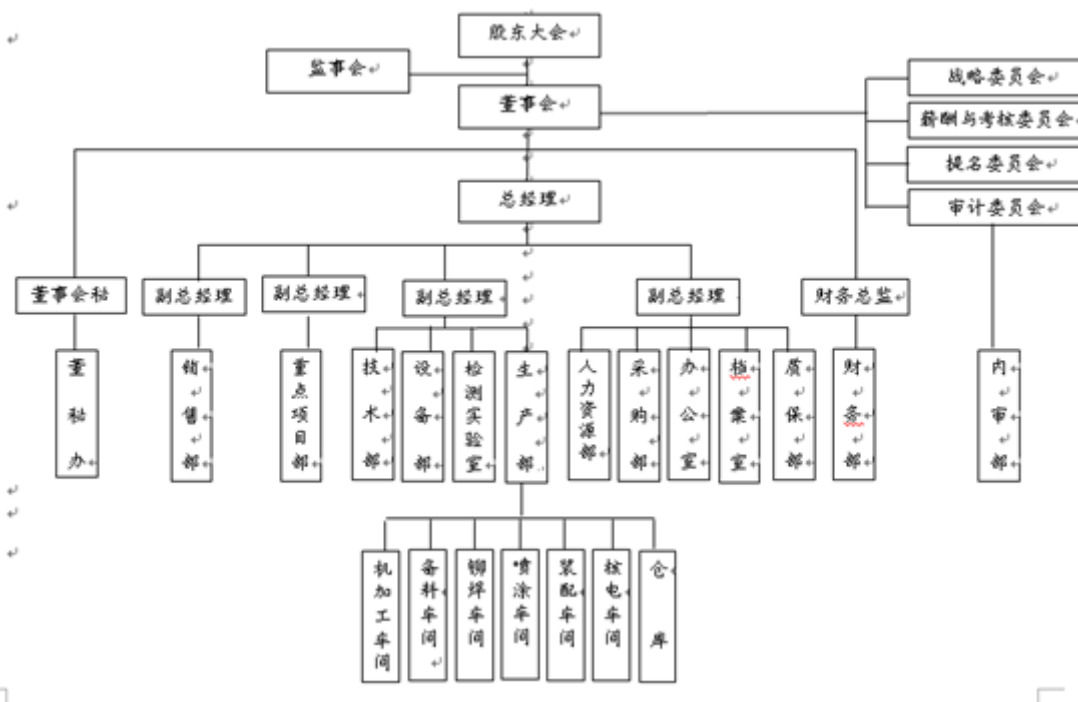 股东大会
监事会
董事会
战略委员会
薪酬与考核委员会
提名委员会
审计委员会
总经理
董事会秘
副总经理
副总经理
副总经理
副总经理
财务总监
董秘办
销售部
重点项目部
技术部
设备部
检测实验室
生产部
人力资源部
采购部
办公室
档案室
质保部
财务部
内审部
机加工车间
备料车间
铆焊车间
喷涂车间
装配车间
核电车间
仓库